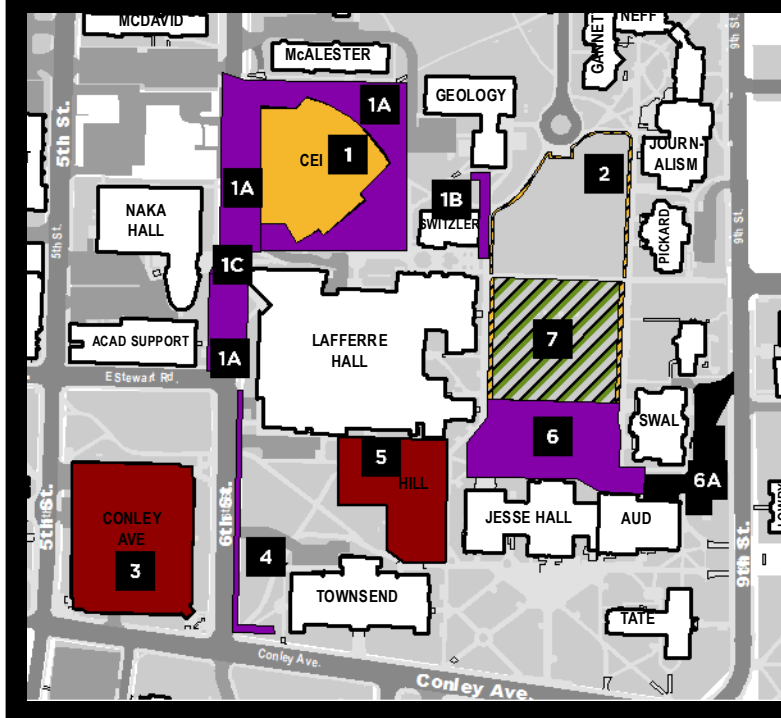 McDAVID
NEFF
GANNET
9th St.
McALESTER
5th St.
GEOLOGY
1A
JOURN-
ALISM
1
CEI
2
1A
1B
NAKA
HALL
SWITZLER
PICKARD
5th St.
9th St.
1C
LAFFERRE
HALL
ACAD SUPPORT
7
1A
E Stewart Rd.
SWAL
6
5
HILL
6A
CONLEY
AVE
3
5th St.
6th St.
JESSE HALL
AUD
4
9th St.
TOWNSEND
TATE
Conley Ave.
Conley Ave.